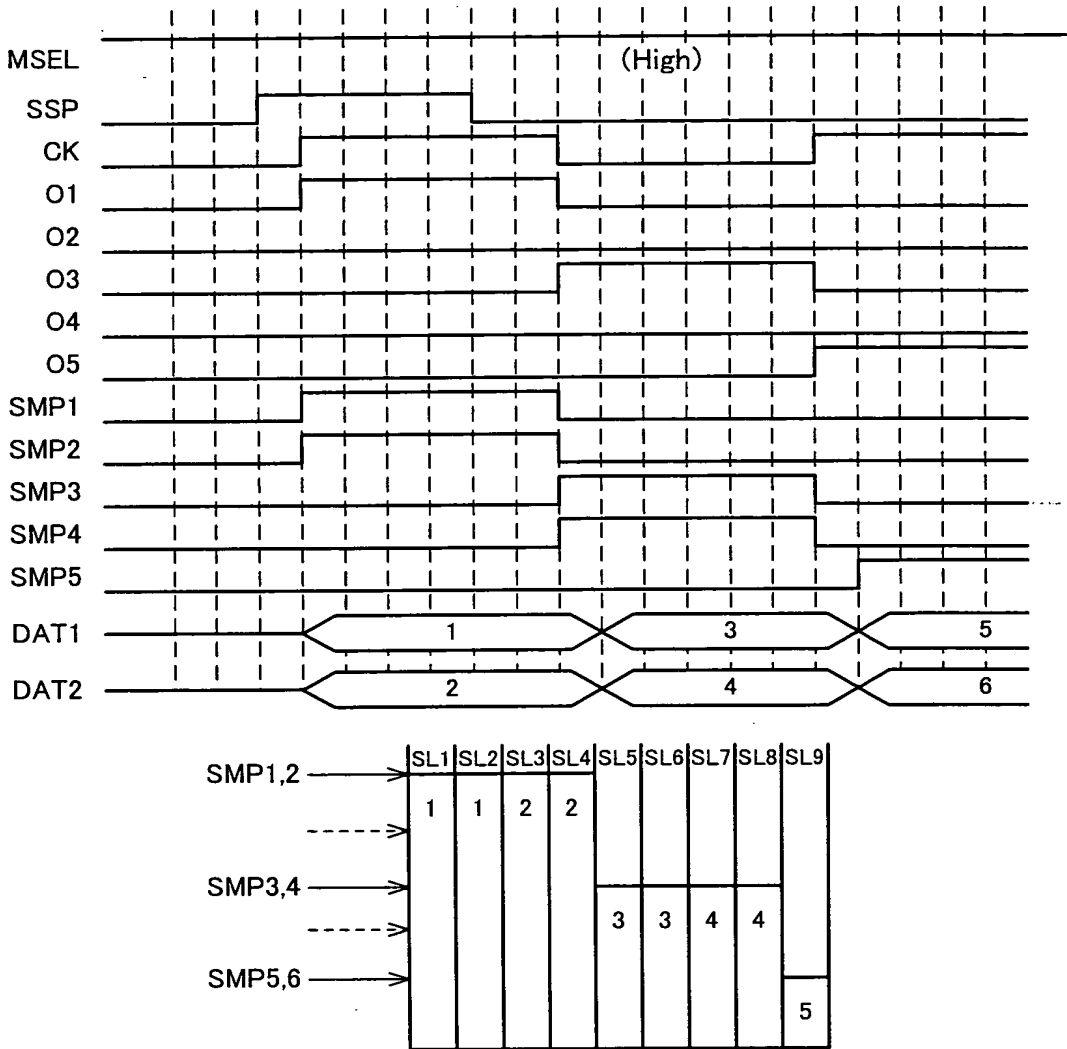 MSEL (High)
SSP
CK
O1
O2
O3
O4
O5
SMP1
SMP2
SMP3
SMP4
SMP5
DAT1 1 3 5
DAT2 2 4 6
SL1 SL2 SL3 SL4 SL5 SL6 SL7 SL8 SL9
SMP1,2
1 1 2 2
SMP3,4
3 3 4 4
SMP5,6
5